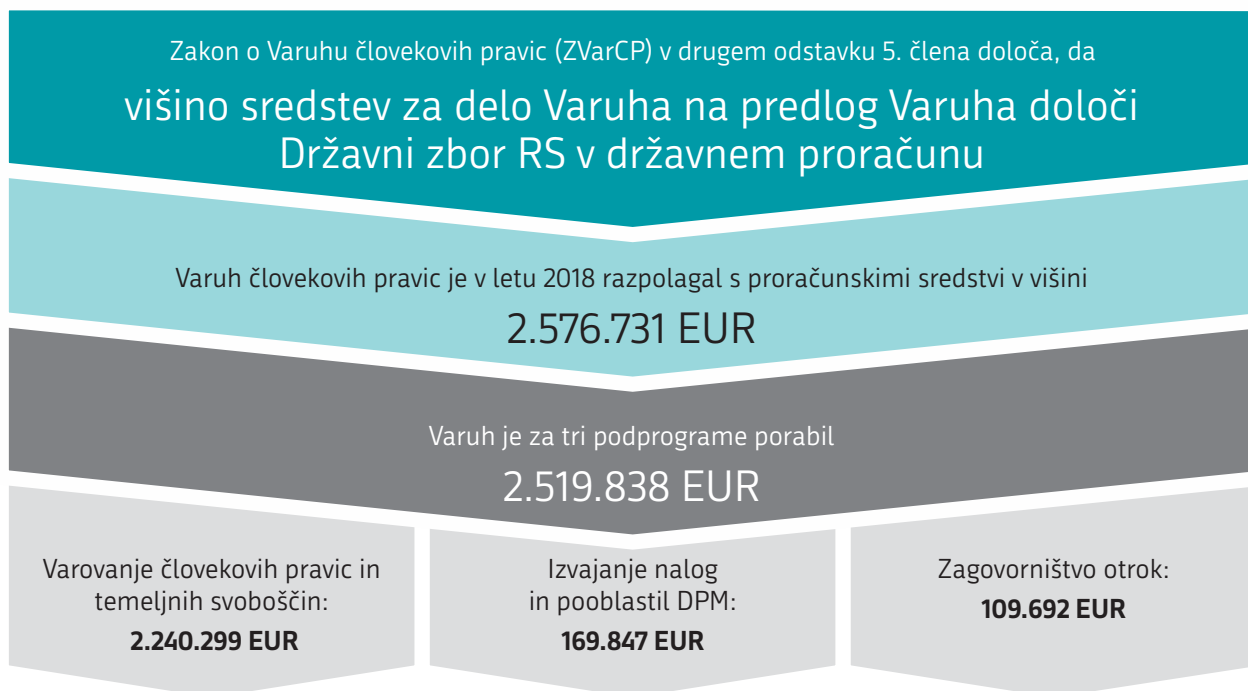 Zakon o Varuhu človekovih pravic (ZVarCP) v drugem odstavku 5. člena določa, da
višino sredstev za delo Varuha na predlog Varuha določi
Državni zbor RS v državnem proračunu
Varuh človekovih pravic je v letu 2018 razpolagal s proračunskimi sredstvi v višini
2.576.731 EUR
Varuh je za tri podprograme porabil
2.519.838 EUR
Varovanje človekovih pravic in
temeljnih svoboščin:
2.240.299 EUR
Izvajanje nalog
in pooblastil DPM:
169.847 EUR
Zagovorništvo otrok:
109.692 EUR